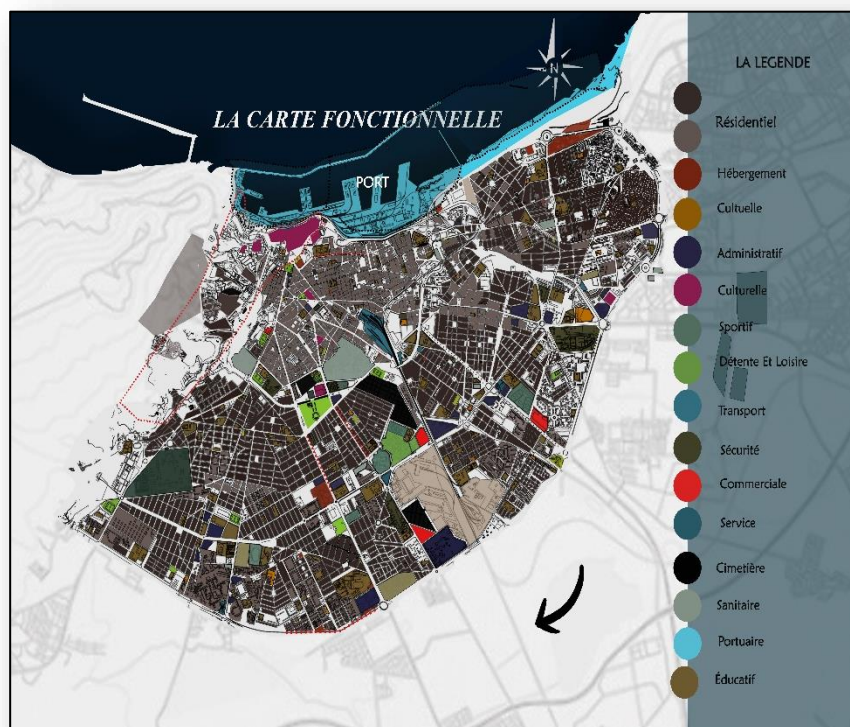 N
LA CARTE FONCTIONNELLE
PORT
LA LEGENDE
Résidentiel
Hébergement
Cultuelle
Administratif
Culturelle
Sportif
Détente Et Loisire
Transport
Sécurité
Commerciale
Service
Cimetière
Sanitaire
Portuaire
Éducatif